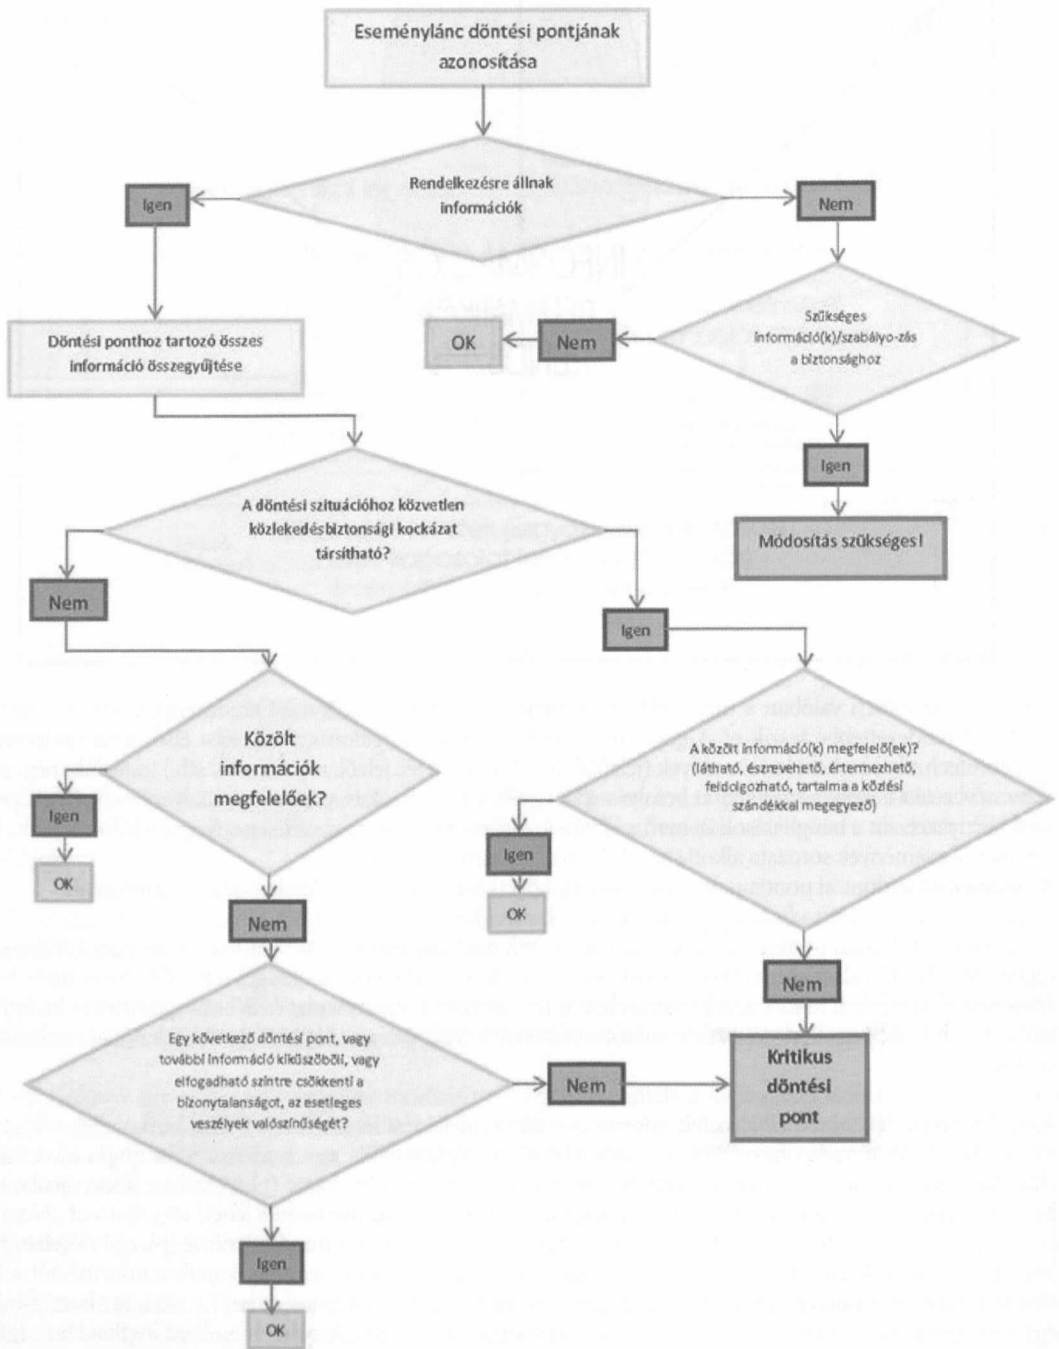 Eseménylánc döntési pontjának
azonosítása
Rendelkezésre állnak
információk
Igen
Nem
Szükséges
információ(k)/szabályo-zás
a biztonsághoz
Nem
OK
Döntési ponthoz tartozó összes
információ összegyűjtése
Igen
Módosítás szükséges!
A döntési szituációhoz közvetlen
közlekedésbiztonsági kockázat
társítható?
Nem
Igen
Közölt
információk
megfelelőek?
A közölt információ(k) megfelelő(ek)?
(látható, észrevehető, értermezhető,
feldolgozható, tartalma a közlési
szándékkal megegyező)
Igen
OK
Igen
OK
Nem
Nem
Egy következő döntési pont, vagy
további információ kiküszöböli, vagy
elfogadható szintre csökkenti a
bizonytalanságot, az esetleges
veszélyek valószínűségét?
Nem
Kritikus
döntési
pont
Igen
OK